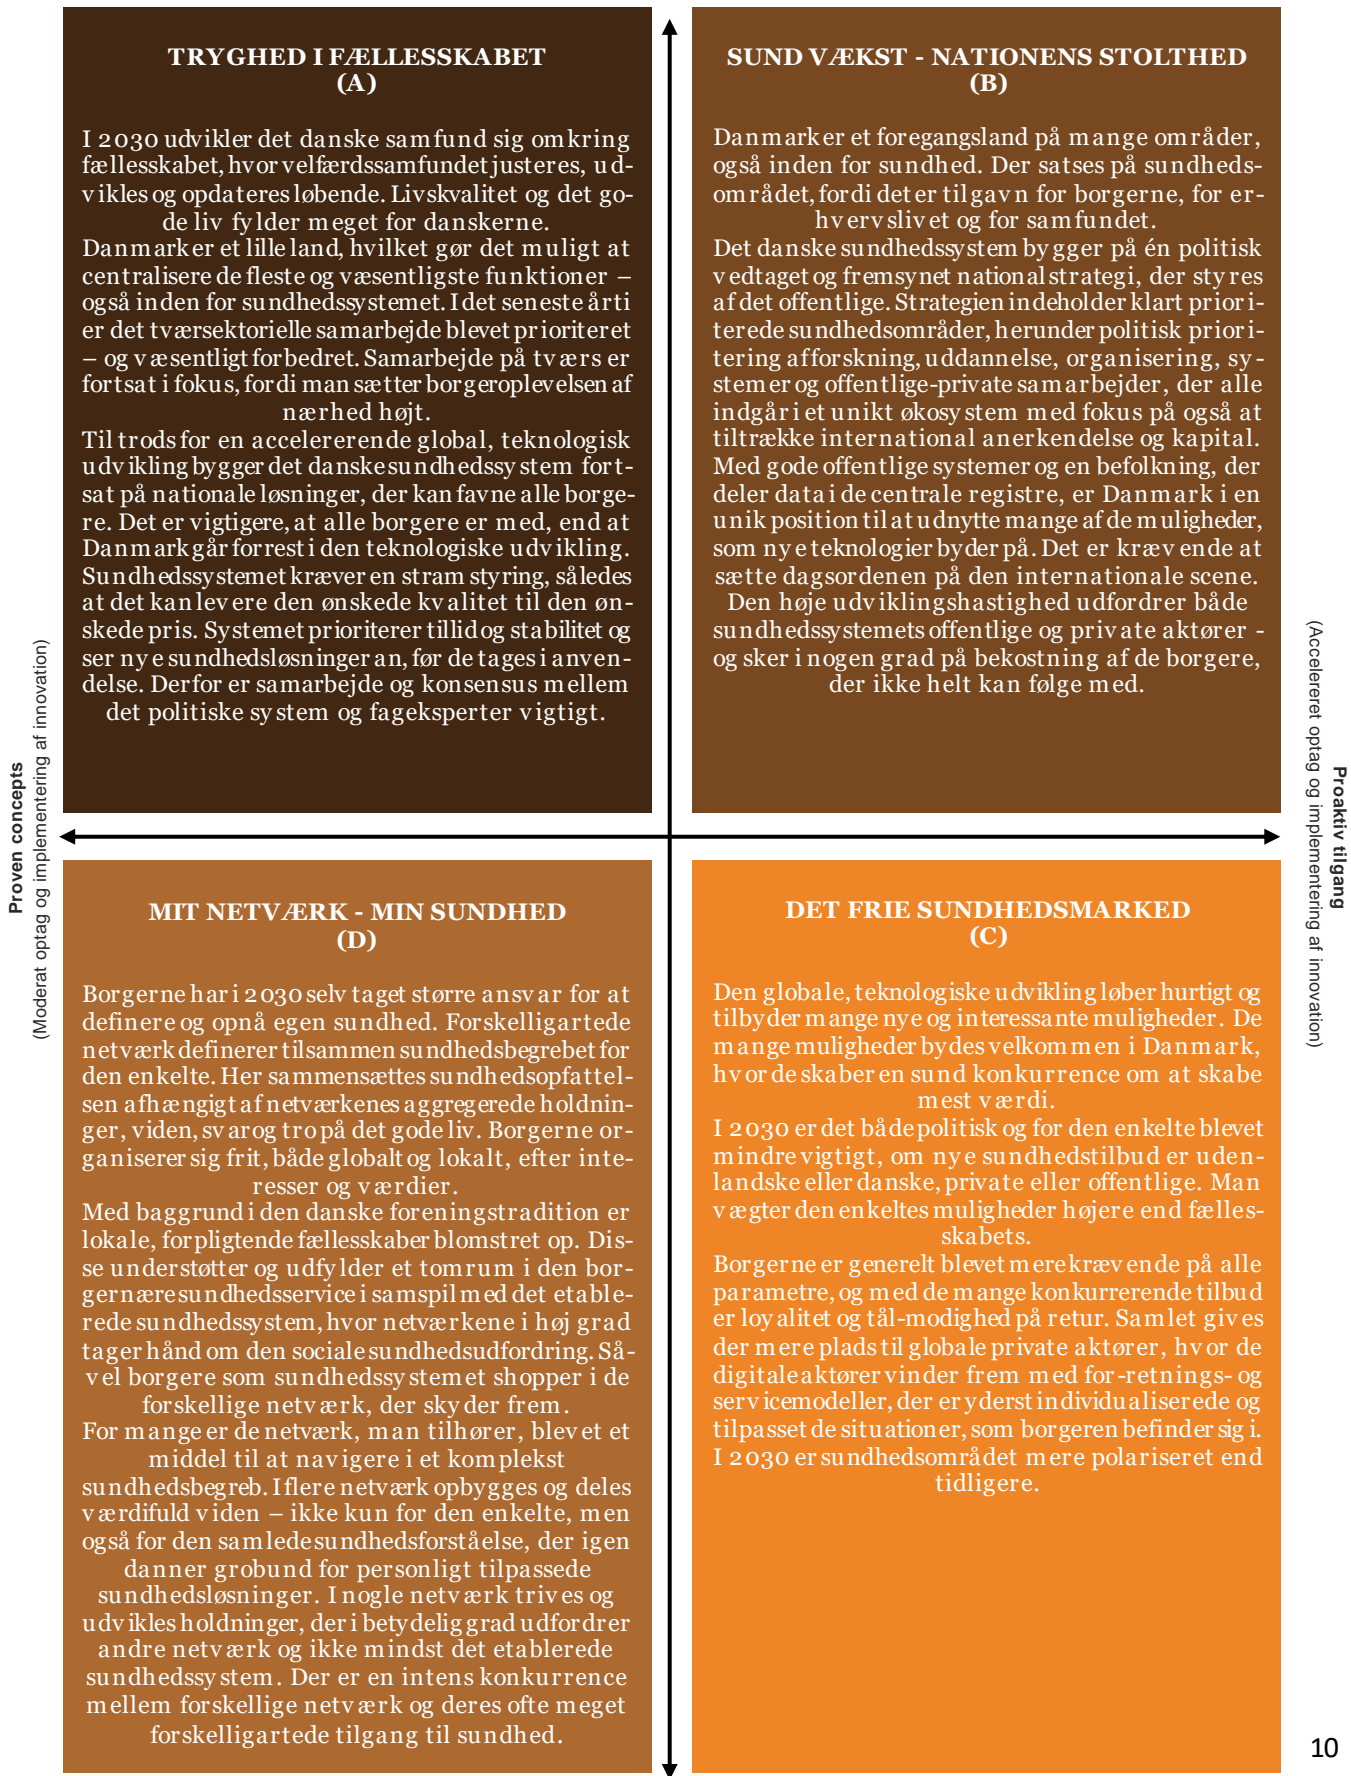 TRYGHED I FÆLLESSKABET
(A)
I 2030 udvikler det danske samfund sig omkring
fællesskabet, hvor velfærdssamfundet justeres, ud-
vikles og opdateres løbende. Livskvalitet og det go-
de liv fylder meget for danskerne.
Danmark er et lille land, hvilket gør det muligt at
centralisere de fleste og væsentligste funktioner –
også inden for sundhedssystemet. I det seneste årti
er det tværsektorielle samarbejde blevet prioriteret
– og væsentligt forbedret. Samarbejde på tværs er
fortsat i fokus, fordi man sætter borgeroplevelsen af
nærhed højt.
Til trods for en accelererende global, teknologisk
udvikling bygger det danske sundhedssystem fort-
sat på nationale løsninger, der kan favne alle borge-
re. Det er vigtigere, at alle borgere er med, end at
Danmark går forrest i den teknologiske udvikling.
Sundhedssystemet kræver en stram styring, således
at det kan levere den ønskede kvalitet til den øn-
skede pris. Systemet prioriterer tillid og stabilitet og
ser nye sundhedsløsninger an, før de tages i anven-
delse. Derfor er samarbejde og konsensus mellem
det politiske system og fageksperter vigtigt.
SUND VÆKST - NATIONENS STOLTHED
(B)
Danmark er et foregangsland på mange områder,
også inden for sundhed. Der satses på sundheds-
området, fordi det er til gavn for borgerne, for er-
hvervslivet og for samfundet.
Det danske sundhedssystem bygger på én politisk
vedtaget og fremsynet national strategi, der styres
af det offentlige. Strategien indeholder klart priori-
terede sundhedsområder, herunder politisk priori-
tering af forskning, uddannelse, organisering, sy-
stemer og offentlige-private samarbejder, der alle
indgår i et unikt økosystem med fokus på også at
tiltrække international anerkendelse og kapital.
Med gode offentlige systemer og en befolkning, der
deler data i de centrale registre, er Danmark i en
unik position til at udnytte mange af de muligheder,
som nye teknologier byder på. Det er krævende at
sætte dagsordenen på den internationale scene.
Den høje udviklingshastighed udfordrer både
sundhedssystemets offentlige og private aktører -
og sker i nogen grad på bekostning af de borgere,
der ikke helt kan følge med.
Proven concepts
(Moderat optag og implementering af innovation)
Proaktiv tilgang
(Accelereret optag og implementering af innovation)
MIT NETVÆRK - MIN SUNDHED
(D)
Borgerne har i 2030 selv taget større ansvar for at
definere og opnå egen sundhed. Forskelligartede
netværk definerer tilsammen sundhedsbegrebet for
den enkelte. Her sammensættes sundhedsopfattel-
sen afhængigt af netværkenes aggregerede holdnin-
ger, viden, svar og tro på det gode liv. Borgerne or-
ganiserer sig frit, både globalt og lokalt, efter inte-
resser og værdier.
Med baggrund i den danske foreningstradition er
lokale, forpligtende fællesskaber blomstret op. Dis-
se understøtter og udfylder et tomrum i den bor-
gernære sundhedsservice i samspil med det etable-
rede sundhedssystem, hvor netværkene i høj grad
tager hånd om den sociale sundhedsudfordring. Så-
vel borgere som sundhedssystemet shopper i de
forskellige netværk, der skyder frem.
For mange er de netværk, man tilhører, blevet et
middel til at navigere i et komplekst
sundhedsbegreb. I flere netværk opbygges og deles
værdifuld viden – ikke kun for den enkelte, men
også for den samlede sundhedsforståelse, der igen
danner grobund for personligt tilpassede
sundhedsløsninger. I nogle netværk trives og
udvikles holdninger, der i betydelig grad udfordrer
andre netværk og ikke mindst det etablerede
sundhedssystem. Der er en intens konkurrence
mellem forskellige netværk og deres ofte meget
forskelligartede tilgang til sundhed.
DET FRIE SUNDHEDSMARKED
(C)
Den globale, teknologiske udvikling løber hurtigt og
tilbyder mange nye og interessante muligheder. De
mange muligheder bydes velkommen i Danmark,
hvor de skaber en sund konkurrence om at skabe
mest værdi.
I 2030 er det både politisk og for den enkelte blevet
mindre vigtigt, om nye sundhedstilbud er uden-
landske eller danske, private eller offentlige. Man
vægter den enkeltes muligheder højere end fælles-
skabets.
Borgerne er generelt blevet mere krævende på alle
parametre, og med de mange konkurrerende tilbud
er loyalitet og tål-modighed på retur. Samlet gives
der mere plads til globale private aktører, hvor de
digitale aktører vinder frem med for-retnings- og
servicemodeller, der er yderst individualiserede og
tilpasset de situationer, som borgeren befinder sig i.
I 2030 er sundhedsområdet mere polariseret end
tidligere.
10